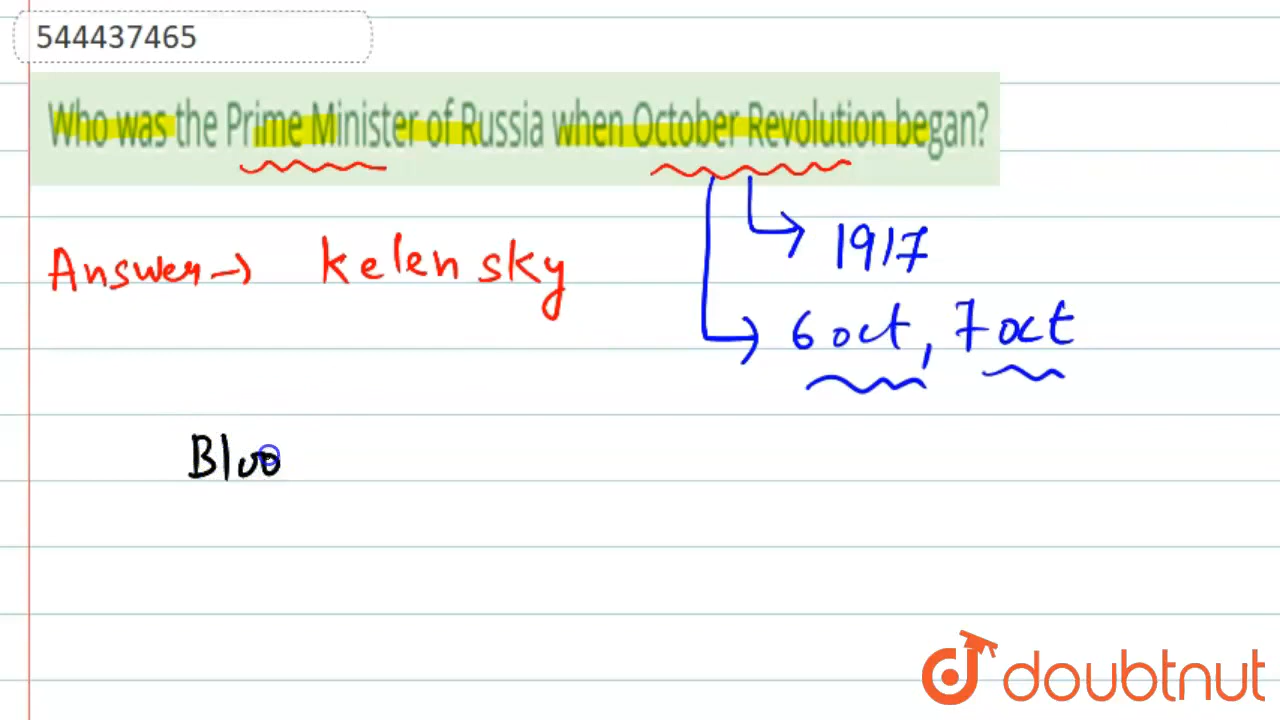 544437465
Who was the Prime Minister of Russia when October Revolution began?
Answer → kelensky
1917
6 oct, 7 oct
Bloo
doubtnut